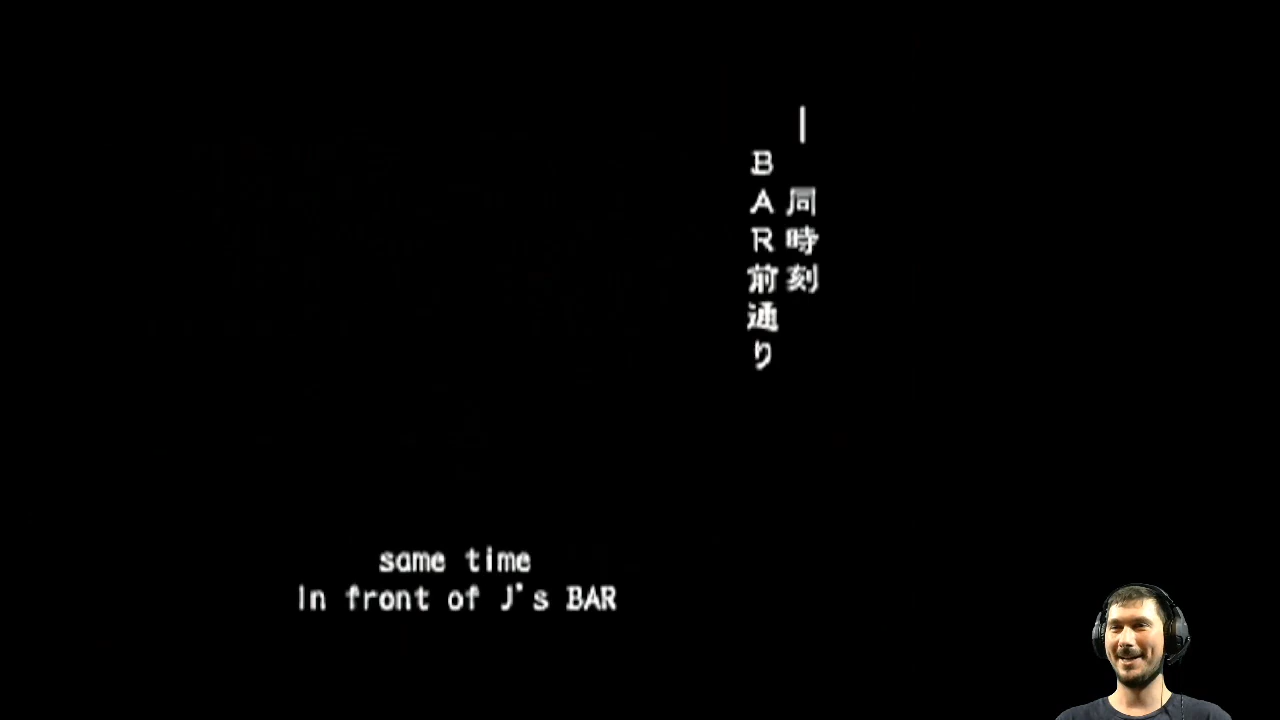 ― 同時刻
BAR前通り
same time
In front of J's BAR